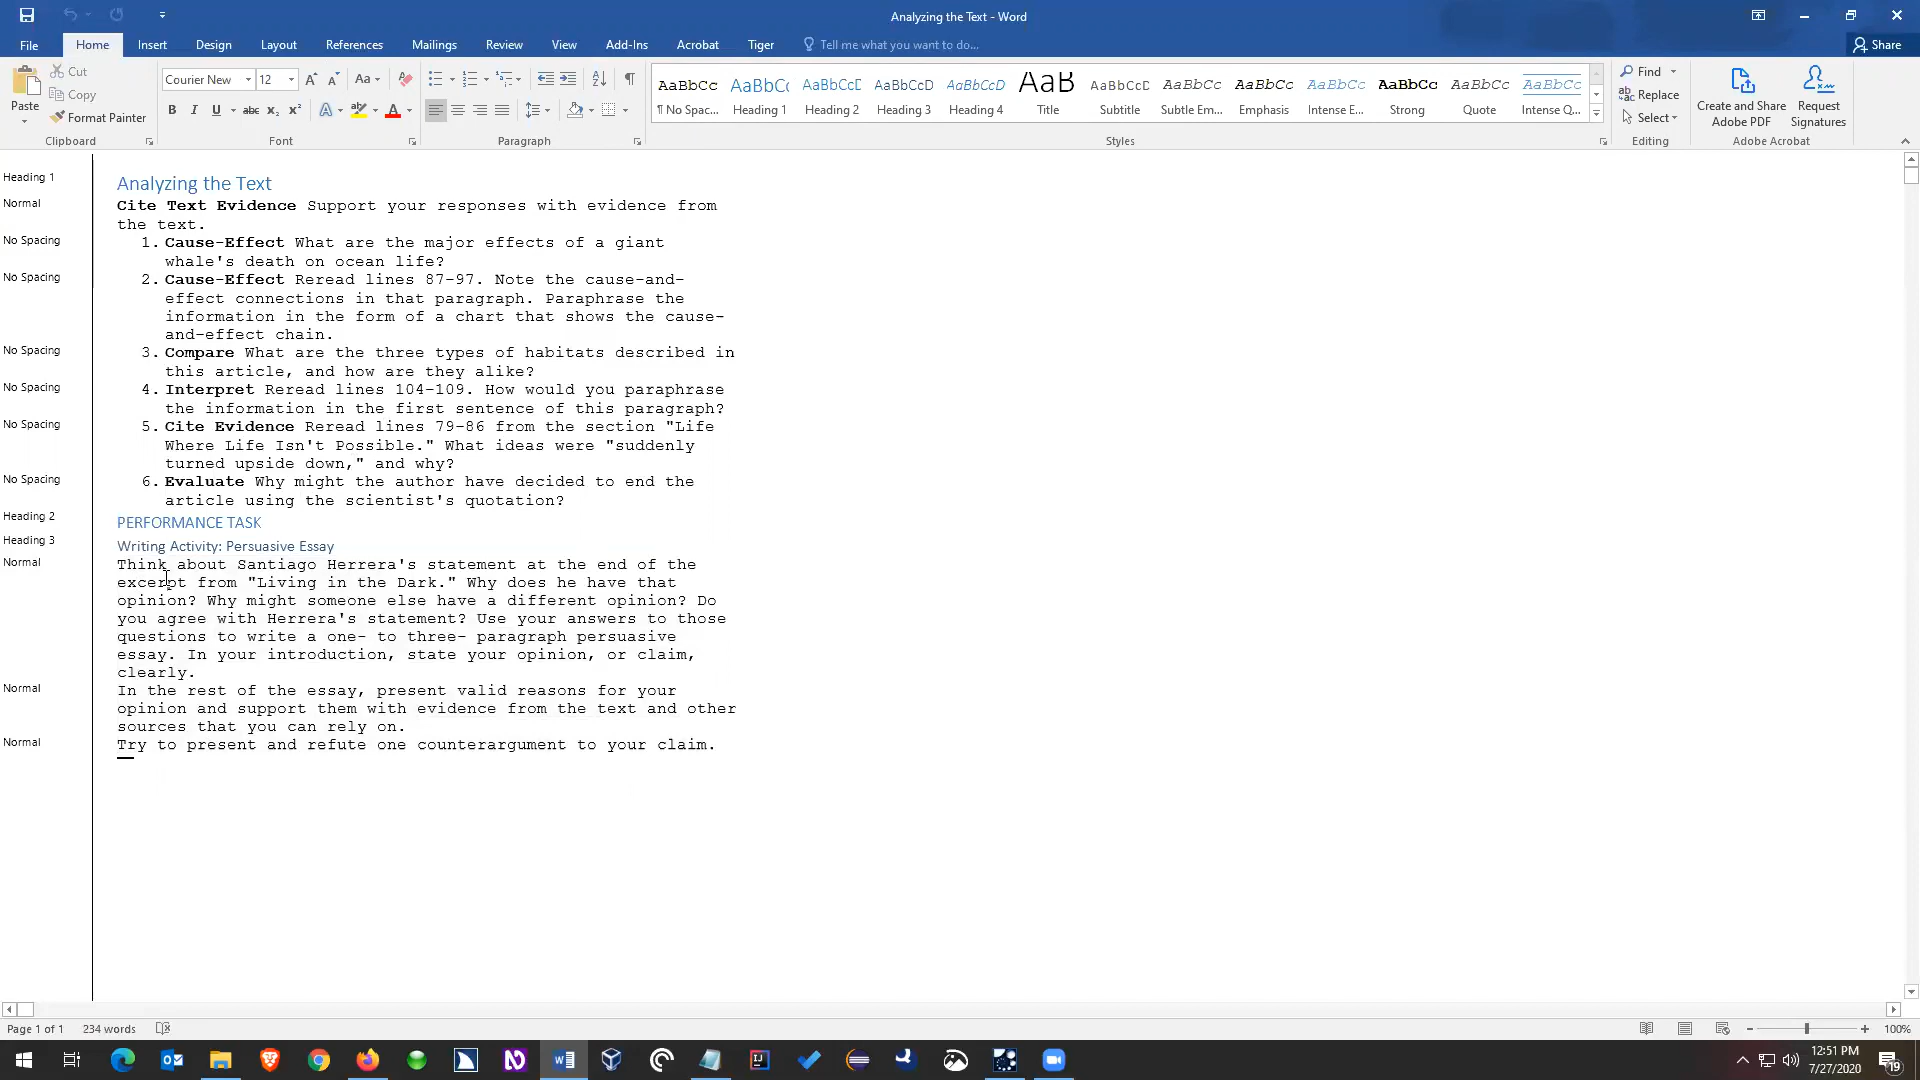 Analyzing the Text - Word
File Home Insert Design Layout References Mailings Review View Add-Ins Acrobat Tiger Tell me what you want to do... Share
Paste
Cut
Copy
Format Painter
Clipboard
Courier New 12
Font
Paragraph
AaBbCc AaBbCc AaBbCcD AaBbCcD AaBbCcD AaB AaBbCcD AaBbCc AaBbCc AaBbCc AaBbCc AaBbCc AaBbCc
¶ No Spac... Heading 1 Heading 2 Heading 3 Heading 4 Title Subtitle Subtle Em... Emphasis Intense E... Strong Quote Intense Q...
Styles
Find
Replace
Select
Editing
Create and Share Adobe PDF
Request Signatures
Adobe Acrobat
Heading 1
Analyzing the Text
Normal
Cite Text Evidence Support your responses with evidence from
the text.
No Spacing
1. Cause-Effect What are the major effects of a giant
whale's death on ocean life?
No Spacing
2. Cause-Effect Reread lines 87-97. Note the cause-and-
effect connections in that paragraph. Paraphrase the
information in the form of a chart that shows the cause-
and-effect chain.
No Spacing
3. Compare What are the three types of habitats described in
this article, and how are they alike?
No Spacing
4. Interpret Reread lines 104-109. How would you paraphrase
the information in the first sentence of this paragraph?
No Spacing
5. Cite Evidence Reread lines 79-86 from the section "Life
Where Life Isn't Possible." What ideas were "suddenly
turned upside down," and why?
No Spacing
6. Evaluate Why might the author have decided to end the
article using the scientist's quotation?
Heading 2
PERFORMANCE TASK
Heading 3
Writing Activity: Persuasive Essay
Normal
Think about Santiago Herrera's statement at the end of the
excerpt from "Living in the Dark." Why does he have that
opinion? Why might someone else have a different opinion? Do
you agree with Herrera's statement? Use your answers to those
questions to write a one- to three- paragraph persuasive
essay. In your introduction, state your opinion, or claim,
clearly.
Normal
In the rest of the essay, present valid reasons for your
opinion and support them with evidence from the text and other
sources that you can rely on.
Normal
Try to present and refute one counterargument to your claim.
Page 1 of 1 234 words 100%
12:51 PM
7/27/2020
19